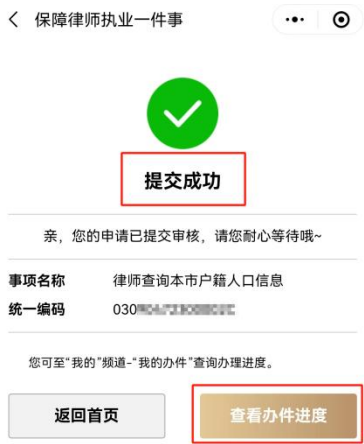 保障律师执业一件事
提交成功
亲，您的申请已提交审核，请您耐心等待哦~
事项名称 律师查询本市户籍人口信息
统一编码 030
您可至“我的”频道-“我的办件”查询办理进度。
返回首页 查看办件进度